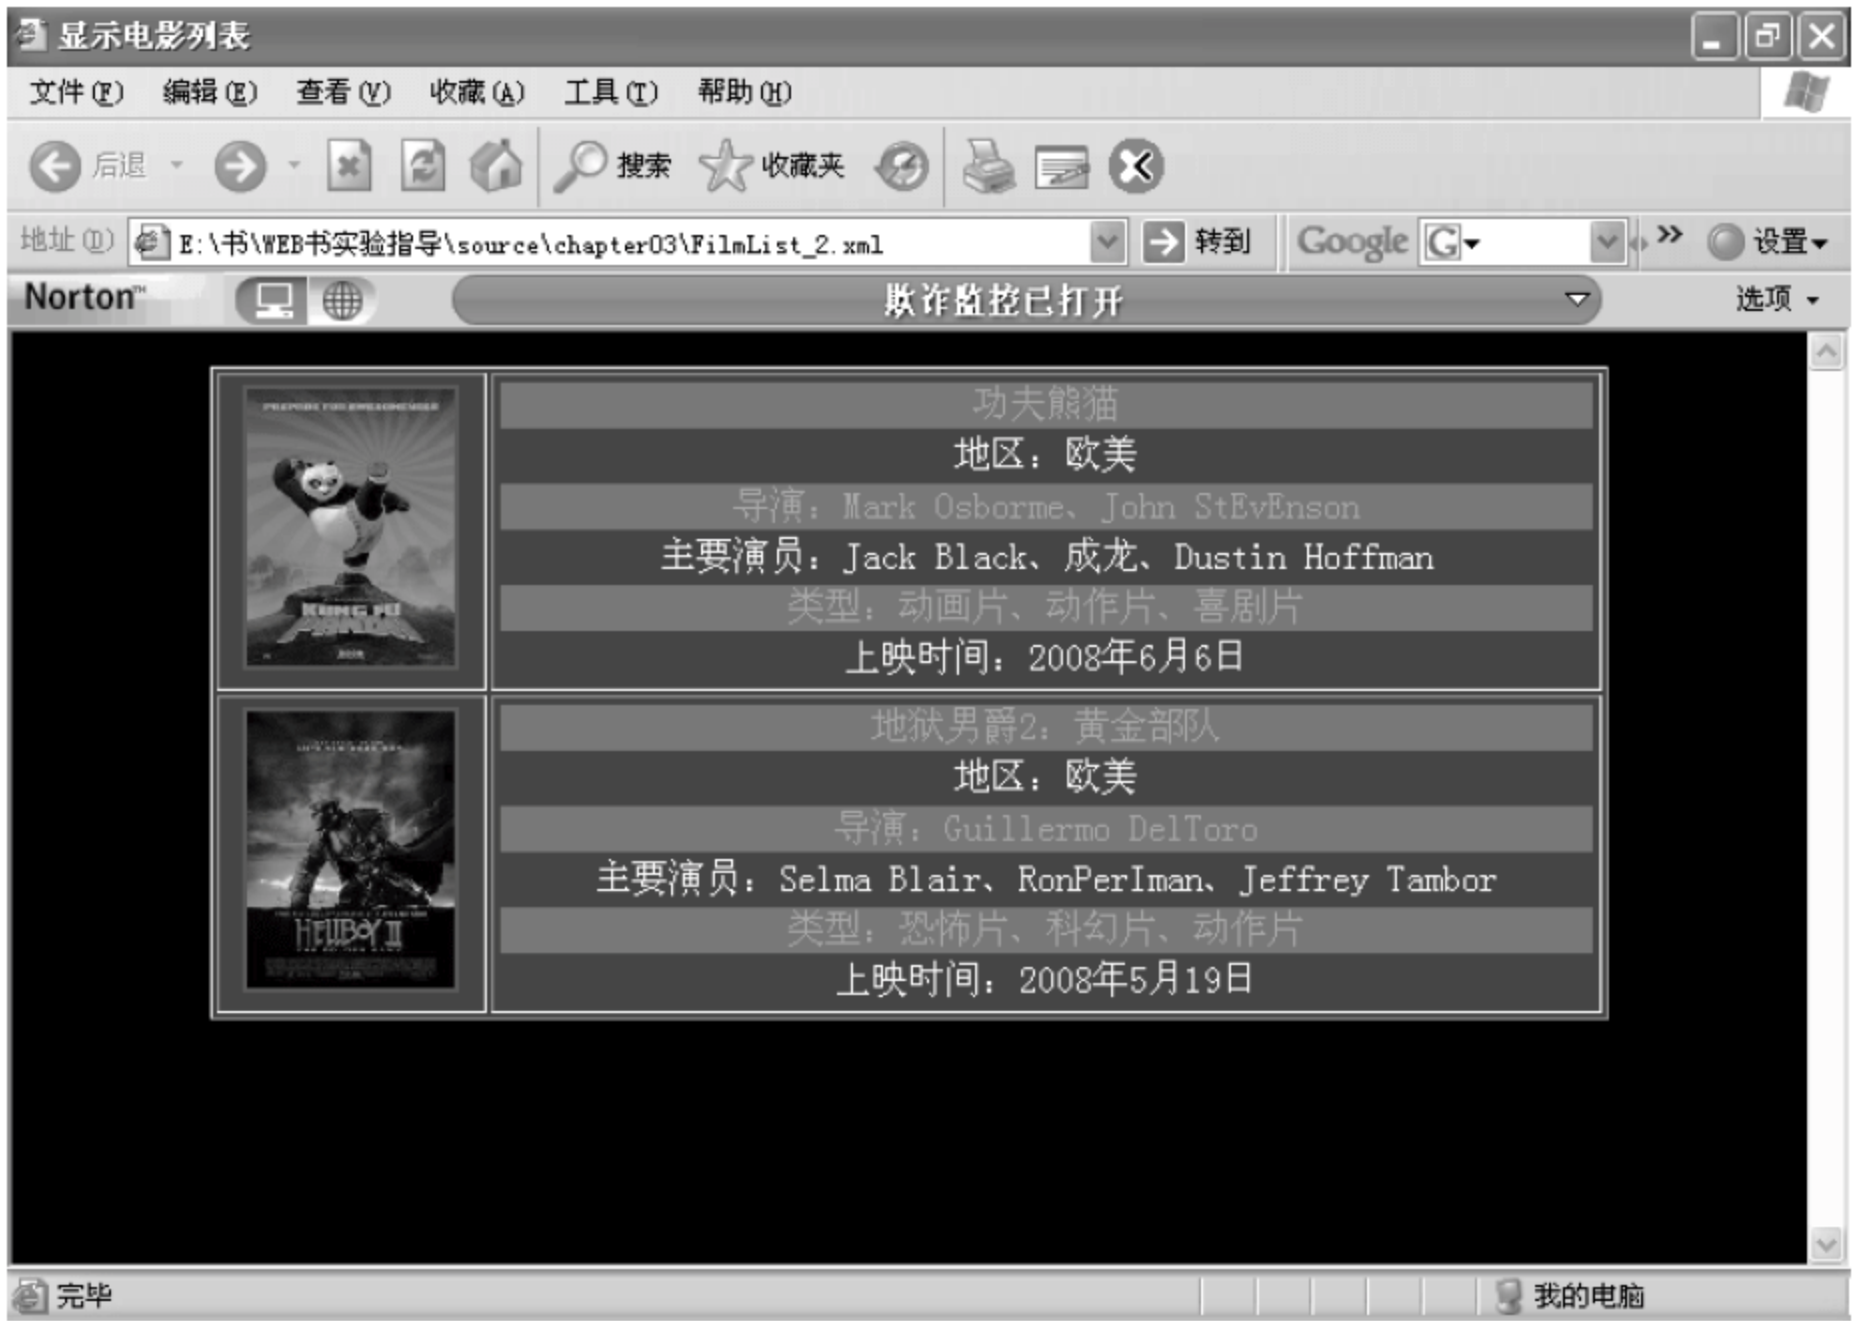 显示电影列表
文件(F) 编辑(E) 查看(V) 收藏(A) 工具(T) 帮助(H)
后退 搜索 收藏夹
地址(D) E:\书\WEB书实验指导\source\chapter03\FilmList_2.xml 转到 Google G » 设置
Norton™ 欺诈监控已打开 选项
功夫熊猫
地区：欧美
导演：Mark Osborme、John StEvEnson
主要演员：Jack Black、成龙、Dustin Hoffman
类型：动画片、动作片、喜剧片
上映时间：2008年6月6日
KUNG FU
PANDA
地狱男爵2：黄金部队
地区：欧美
导演：Guillermo DelToro
主要演员：Selma Blair、RonPerIman、Jeffrey Tambor
类型：恐怖片、科幻片、动作片
上映时间：2008年5月19日
HELLBOY II
完毕 我的电脑